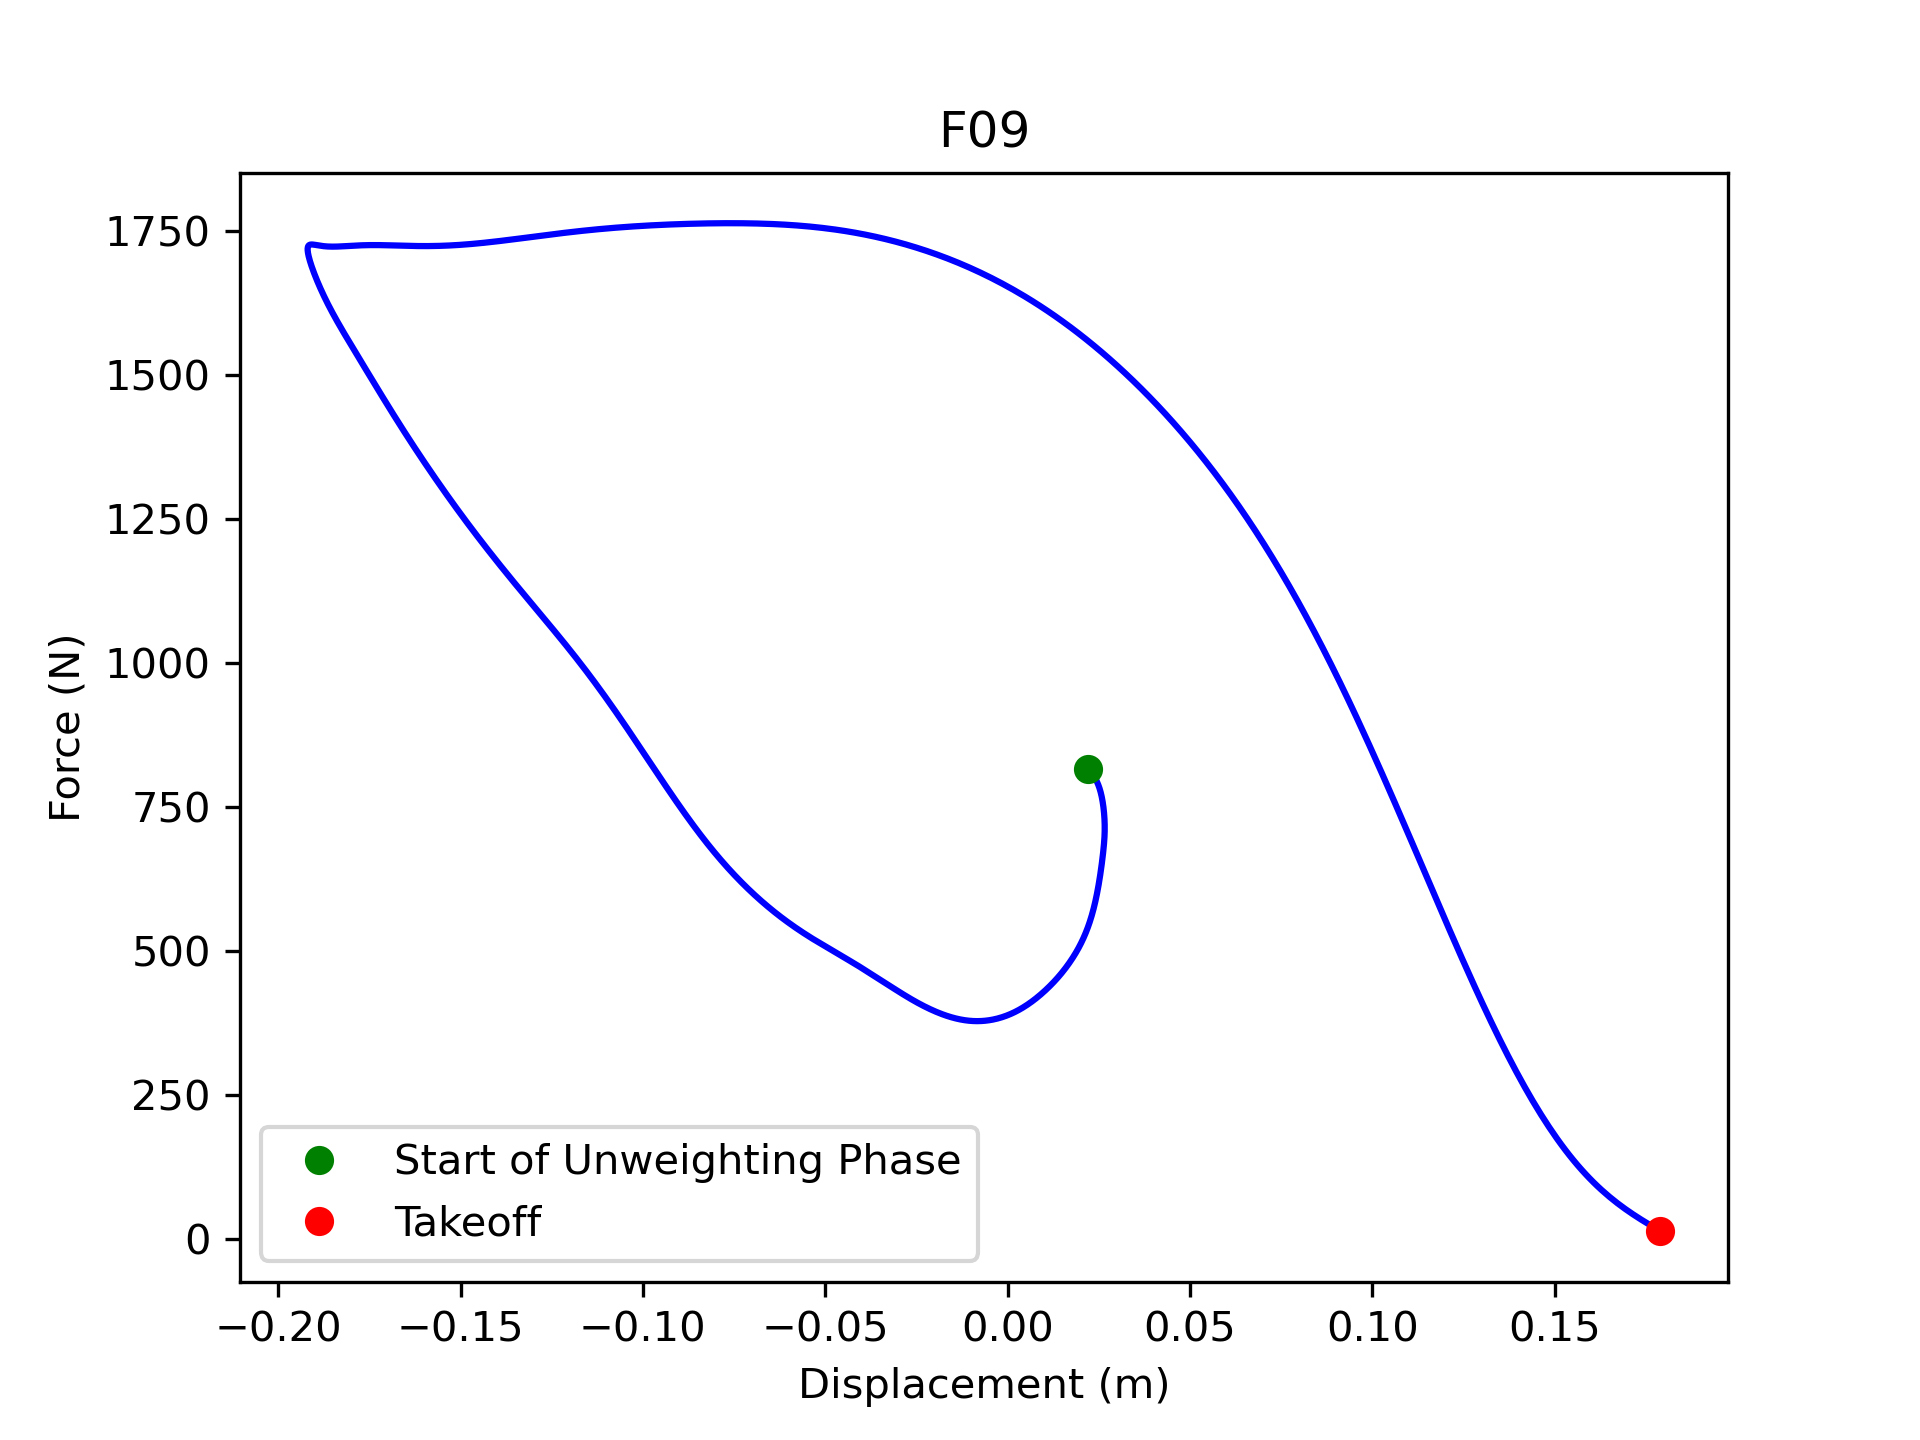 F09
1750
1500
1250
1000
750
500
250
0
Force (N)
Start of Unweighting Phase
Takeoff
−0.20 −0.15 −0.10 −0.05 0.00 0.05 0.10 0.15
Displacement (m)